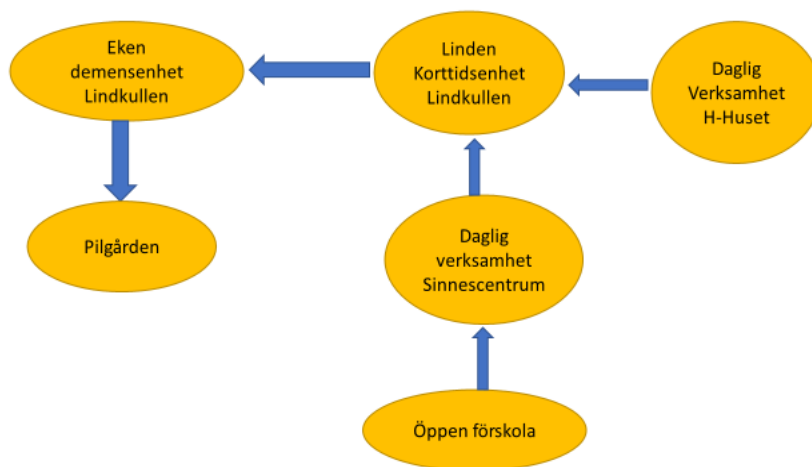 Eken
demensenhet
Lindkullen
Linden
Korttidsenhet
Lindkullen
Daglig
Verksamhet
H-Huset
Pilgården
Daglig
verksamhet
Sinnescentrum
Öppen förskola